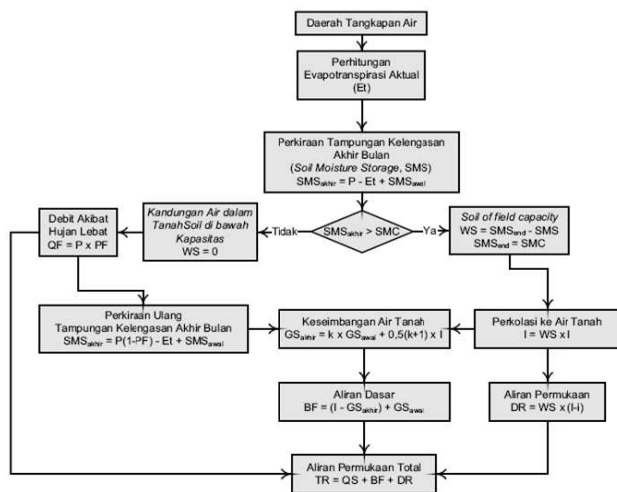 Daerah Tangkapan Air
Perhitungan
Evapotranspirasi Aktual
(Et)
Perkiraan Tampungan Kelengasan
Akhir Bulan
(Soil Moisture Storage, SMS)
SMSakhir = P - Et + SMSawal
Debit Akibat
Hujan Lebat
QF = P x PF
Kandungan Air dalam
TanahSoil di bawah
Kapasitas
WS = 0
Tidak
SMSakhir > SMC
Ya
Soil of field capacity
WS = SMSend - SMS
SMSend = SMC
Perkiraan Ulang
Tampungan Kelengasan Akhir Bulan
SMSakhir = P(1-PF) - Et + SMSawal
Keseimbangan Air Tanah
GSakhir = k x GSawal + 0,5(k+1) x I
Perkolasi ke Air Tanah
I = WS x I
Aliran Dasar
BF = (I - GSakhir) + GSawal
Aliran Permukaan
DR = WS x (I-i)
Aliran Permukaan Total
TR = QS + BF + DR